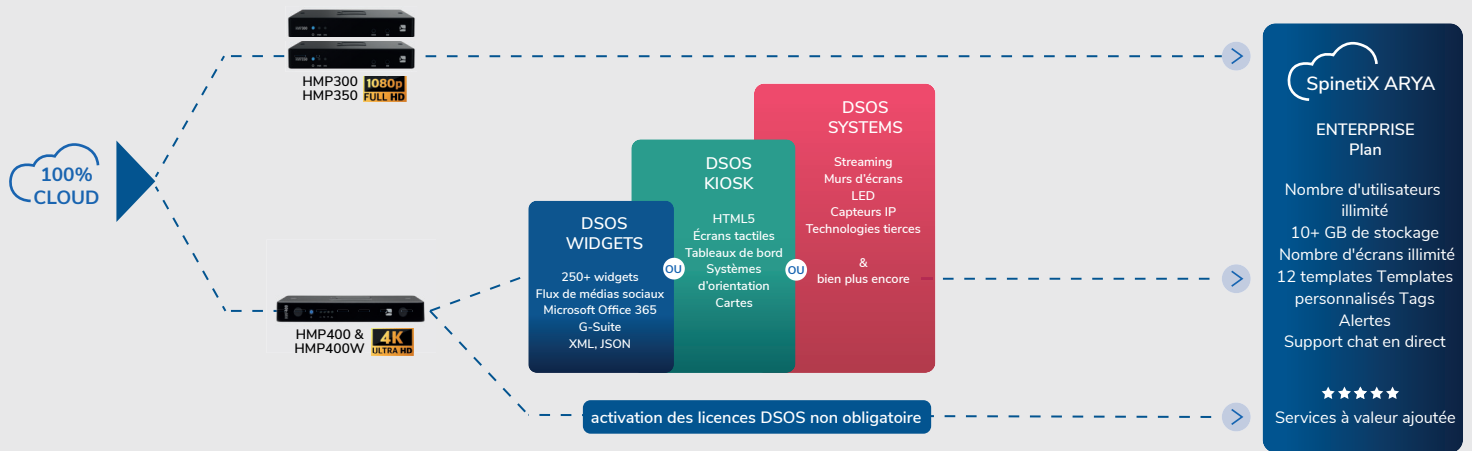 100%
CLOUD
HMP300
HMP350
1080p
FULL HD
HMP400 &
HMP400W
4K
ULTRA HD
DSOS
WIDGETS
250+ widgets
Flux de médias sociaux
Microsoft Office 365
G-Suite
XML, JSON
OU
DSOS
KIOSK
HTML5
Écrans tactiles
Tableaux de bord
Systèmes
d'orientation
Cartes
OU
DSOS
SYSTEMS
Streaming
Murs d'écrans
LED
Capteurs IP
Technologies tierces
&
bien plus encore
activation des licences DSOS non obligatoire
SpinetiX ARYA
ENTERPRISE
Plan
Nombre d'utilisateurs
illimité
10+ GB de stockage
Nombre d'écrans illimité
12 templates Templates
personnalisés Tags
Alertes
Support chat en direct
Services à valeur ajoutée